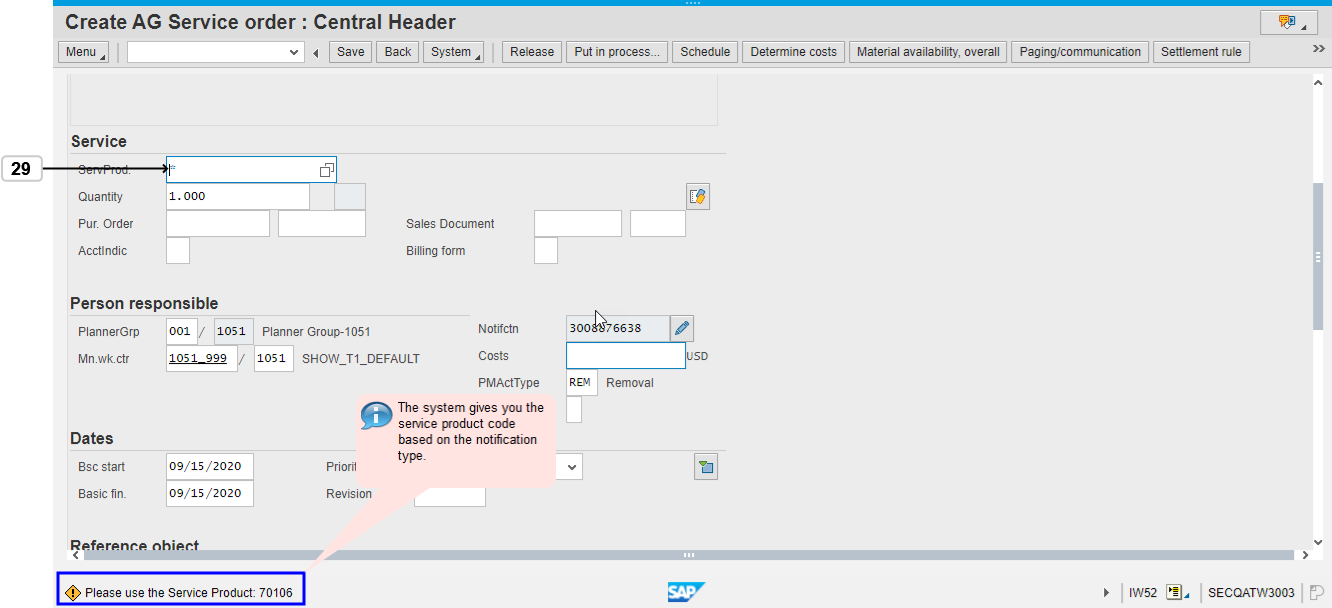 Create AG Service order : Central Header
Menu Save Back System Release Put in process... Schedule Determine costs Material availability, overall Paging/communication Settlement rule
Service
29 ServProd. *
Quantity 1.000
Pur. Order Sales Document
AcctIndic Billing form
Person responsible
PlannerGrp 001 / 1051 Planner Group-1051 Notifctn
Mn.wk.ctr 1051_999 / 1051 SHOW_T1_DEFAULT Costs USD
PMActType REM Removal
The system gives you the
service product code
based on the notification
type.
Dates
Bsc start 09/15/2020
Basic fin. 09/15/2020 Revision
Reference object
Please use the Service Product: 70106
SAP IW52 SECQATW3003